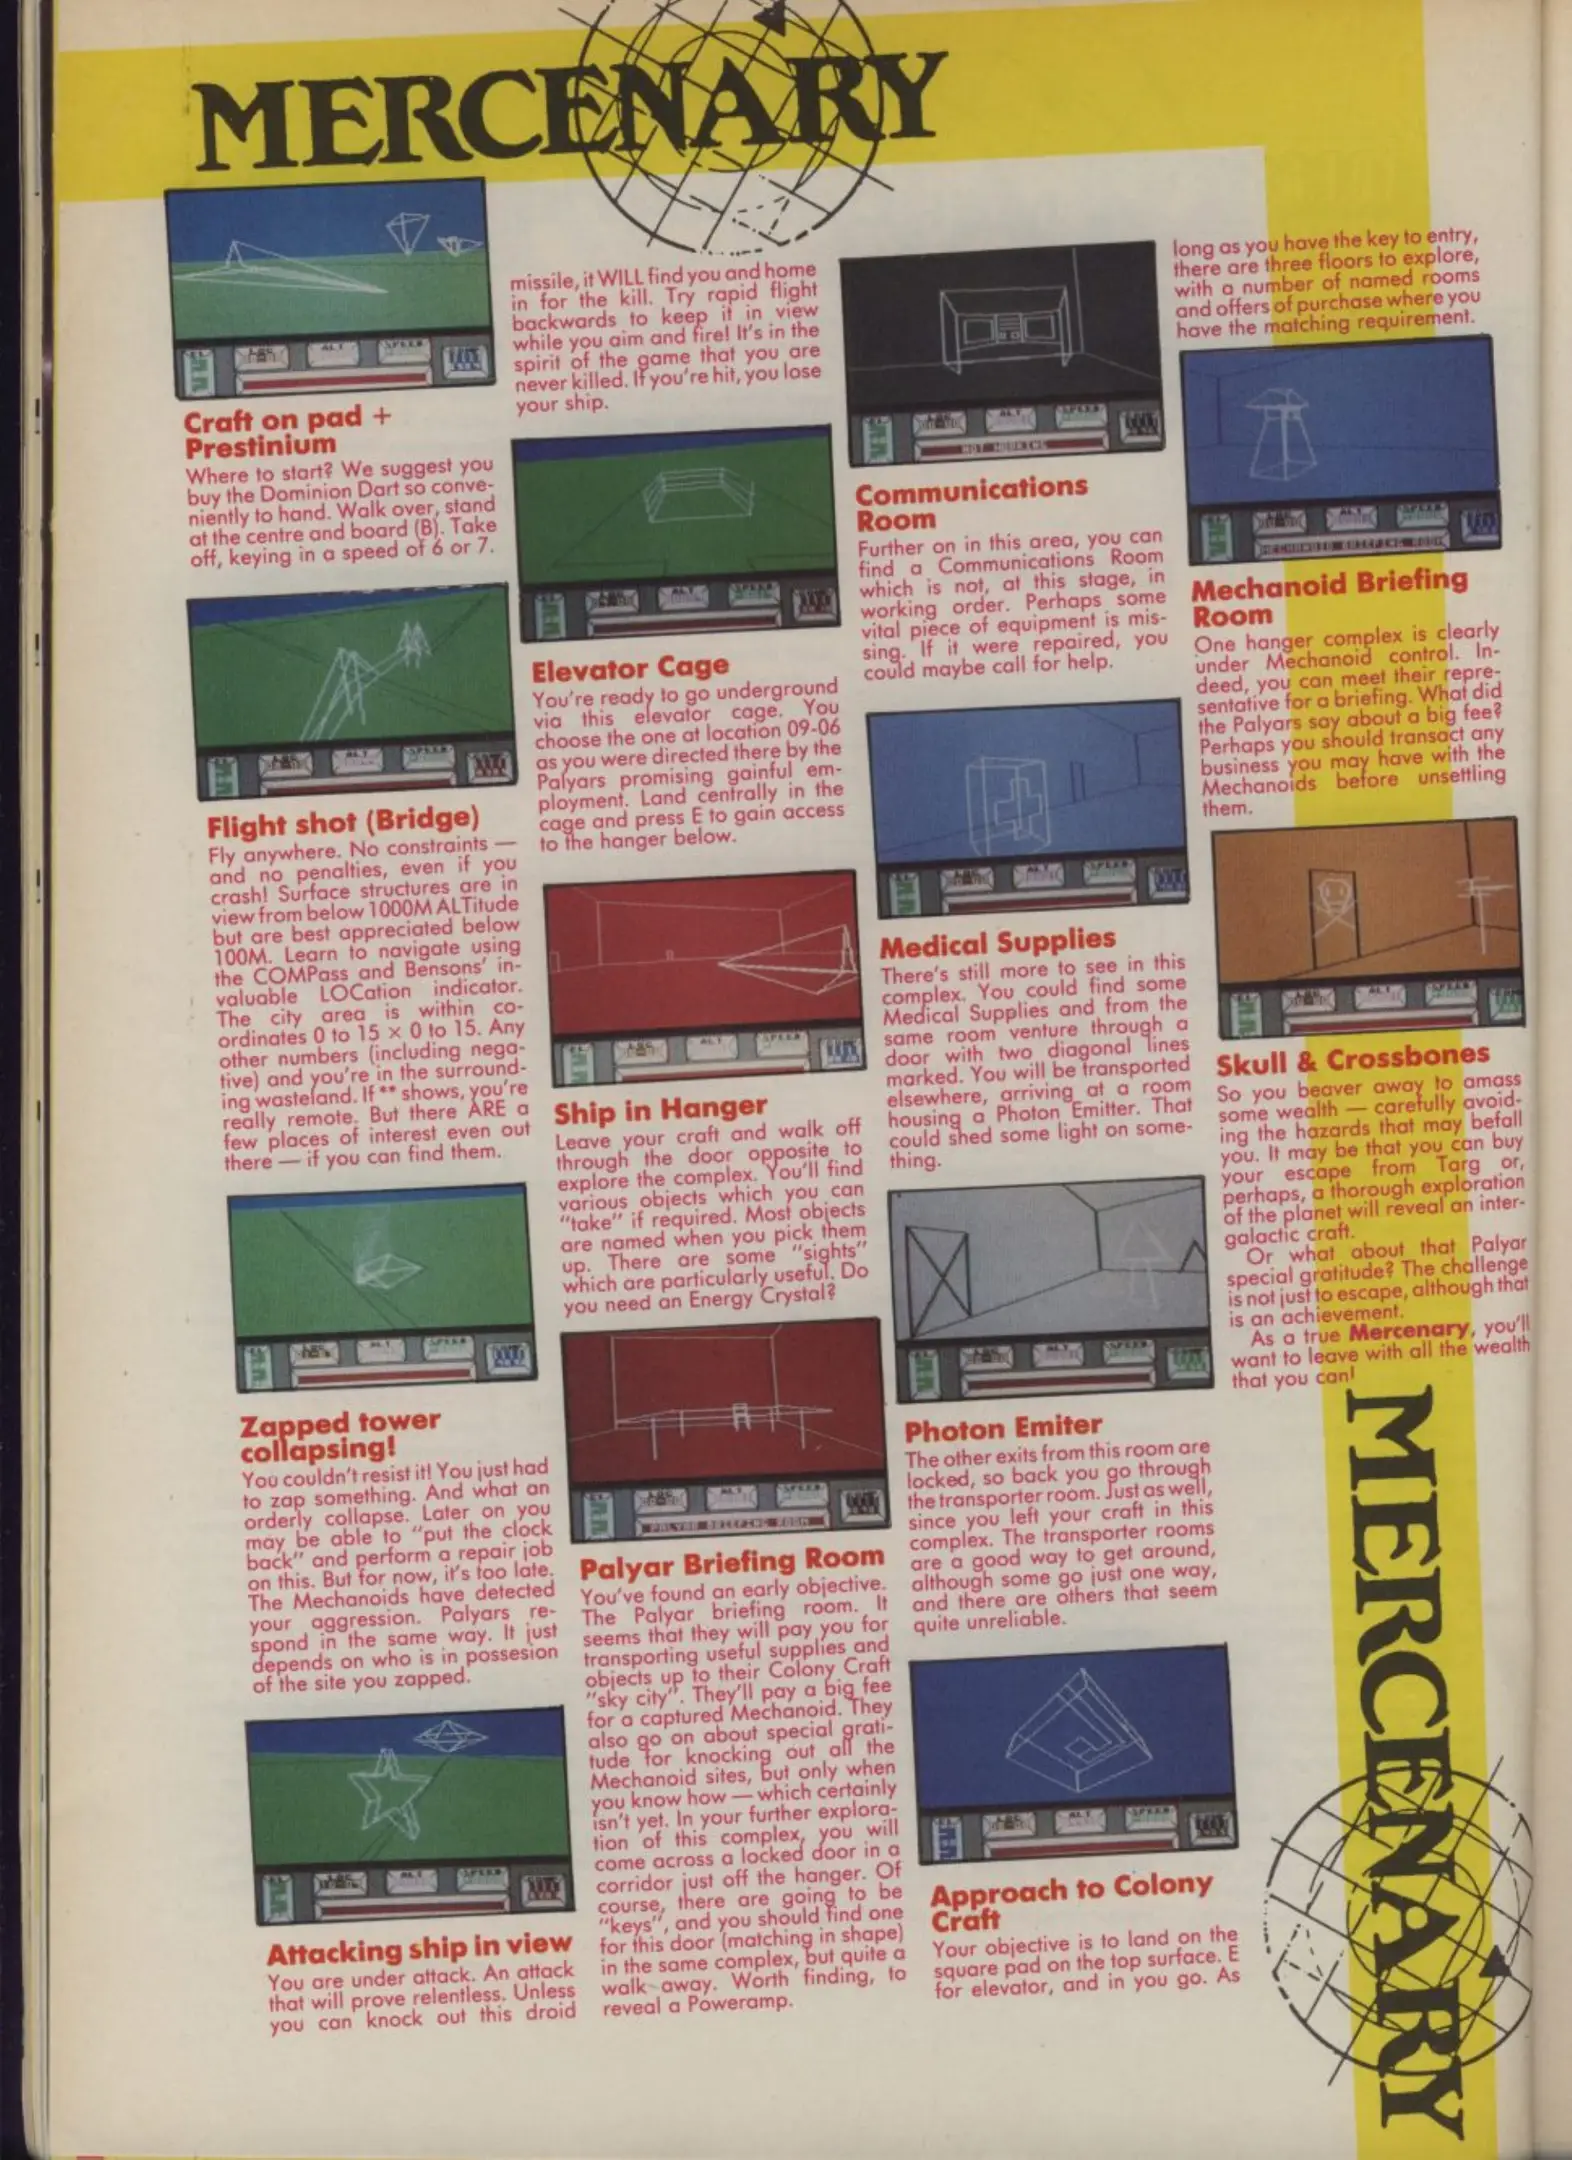 MERCENARY
Craft on pad +
Prestinium
Where to start? We suggest you
buy the Dominion Dart so conve-
niently to hand. Walk over, stand
at the centre and board (B). Take
off, keying in a speed of 6 or 7.
Flight shot (Bridge)
Fly anywhere. No constraints —
and no penalties, even if you
crash! Surface structures are in
view from below 1000M ALTitude
but are best appreciated below
100M. Learn to navigate using
the COMPass and Bensons' in-
valuable LOCation indicator.
The city area is within co-
ordinates 0 to 15 × 0 to 15. Any
other numbers (including nega-
tive) and you're in the surround-
ing wasteland. If ** shows, you're
really remote. But there ARE a
few places of interest even out
there — if you can find them.
Zapped tower
collapsing!
You couldn't resist it! You just had
to zap something. And what an
orderly collapse. Later on you
may be able to "put the clock
back" and perform a repair job
on this. But for now, it's too late.
The Mechanoids have detected
your aggression. Palyars re-
spond in the same way. It just
depends on who is in possesion
of the site you zapped.
Attacking ship in view
You are under attack. An attack
that will prove relentless. Unless
you can knock out this droid
missile, it WILL find you and home
in for the kill. Try rapid flight
backwards to keep it in view
while you aim and fire! It's in the
spirit of the game that you are
never killed. If you're hit, you lose
your ship.
Elevator Cage
You're ready to go underground
via this elevator cage. You
choose the one at location 09-06
as you were directed there by the
Palyars promising gainful em-
ployment. Land centrally in the
cage and press E to gain access
to the hanger below.
Ship in Hanger
Leave your craft and walk off
through the door opposite to
explore the complex. You'll find
various objects which you can
"take" if required. Most objects
are named when you pick them
up. There are some "sights"
which are particularly useful. Do
you need an Energy Crystal?
PALYAR BRIEFING ROOM
Palyar Briefing Room
You've found an early objective.
The Palyar briefing room. It
seems that they will pay you for
transporting useful supplies and
objects up to their Colony Craft
"sky city". They'll pay a big fee
for a captured Mechanoid. They
also go on about special grati-
tude for knocking out all the
Mechanoid sites, but only when
you know how — which certainly
isn't yet. In your further explora-
tion of this complex, you will
come across a locked door in a
corridor just off the hanger. Of
course, there are going to be
"keys", and you should find one
for this door (matching in shape)
in the same complex, but quite a
walk away. Worth finding, to
reveal a Poweramp.
NOT WORKING
Communications
Room
Further on in this area, you can
find a Communications Room
which is not, at this stage, in
working order. Perhaps some
vital piece of equipment is mis-
sing. If it were repaired, you
could maybe call for help.
Medical Supplies
There's still more to see in this
complex. You could find some
Medical Supplies and from the
same room venture through a
door with two diagonal lines
marked. You will be transported
elsewhere, arriving at a room
housing a Photon Emitter. That
could shed some light on some-
thing.
Photon Emiter
The other exits from this room are
locked, so back you go through
the transporter room. Just as well,
since you left your craft in this
complex. The transporter rooms
are a good way to get around,
although some go just one way,
and there are others that seem
quite unreliable.
Approach to Colony
Craft
Your objective is to land on the
square pad on the top surface. E
for elevator, and in you go. As
long as you have the key to entry,
there are three floors to explore,
with a number of named rooms
and offers of purchase where you
have the matching requirement.
MECHANOID BRIEFING ROOM
Mechanoid Briefing
Room
One hanger complex is clearly
under Mechanoid control. In-
deed, you can meet their repre-
sentative for a briefing. What did
the Palyars say about a big fee?
Perhaps you should transact any
business you may have with the
Mechanoids before unsettling
them.
Skull & Crossbones
So you beaver away to amass
some wealth — carefully avoid-
ing the hazards that may befall
you. It may be that you can buy
your escape from Targ or,
perhaps, a thorough exploration
of the planet will reveal an inter-
galactic craft.
Or what about that Palyar
special gratitude? The challenge
is not just to escape, although that
is an achievement.
As a true Mercenary, you'll
want to leave with all the wealth
that you can!
MERCENARY